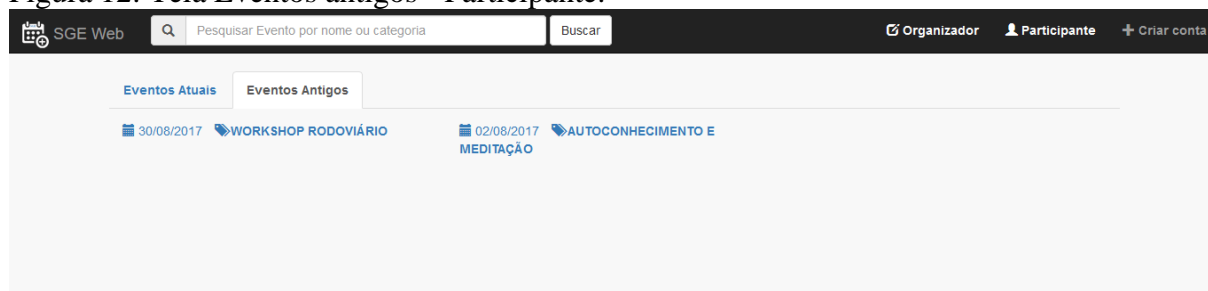 Figura 12: Tela Eventos antigos - Participante.
SGE Web Pesquisar Evento por nome ou categoria Buscar Organizador Participante Criar conta
Eventos Atuais Eventos Antigos
30/08/2017 WORKSHOP RODOVIÁRIO 02/08/2017 AUTOCONHECIMENTO E
MEDITAÇÃO